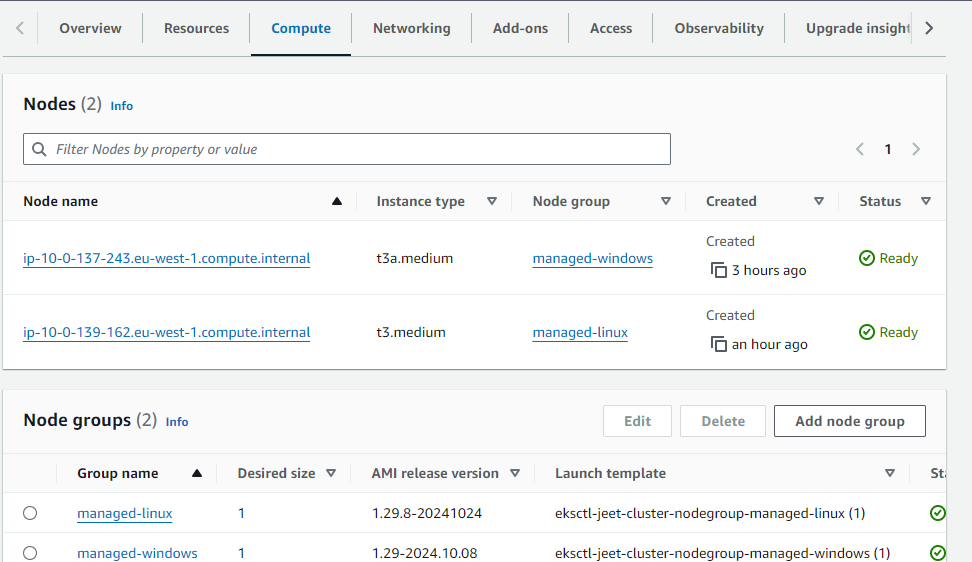 Overview Resources Compute Networking Add-ons Access Observability Upgrade insight
Nodes (2) Info
Filter Nodes by property or value
1
Node name Instance type Node group Created Status
ip-10-0-137-243.eu-west-1.compute.internal t3a.medium managed-windows Created 3 hours ago Ready
ip-10-0-139-162.eu-west-1.compute.internal t3.medium managed-linux Created an hour ago Ready
Node groups (2) Info Edit Delete Add node group
Group name Desired size AMI release version Launch template
managed-linux 1 1.29.8-20241024 eksctl-jeet-cluster-nodegroup-managed-linux (1)
managed-windows 1 1.29-2024.10.08 eksctl-jeet-cluster-nodegroup-managed-windows (1)